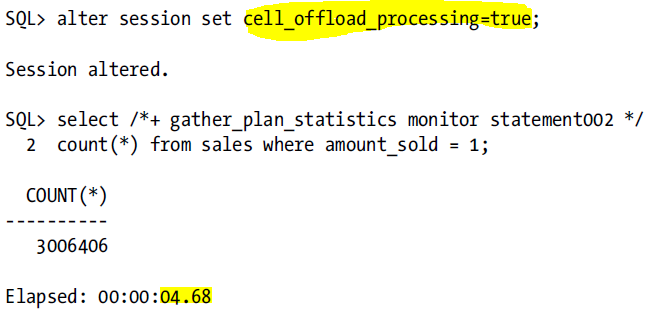 SQL> alter session set cell_offload_processing=true;
Session altered.
SQL> select /*+ gather_plan_statistics monitor statement002 */
2 count(*) from sales where amount_sold = 1;
COUNT(*)
----------
3006406
Elapsed: 00:00:04.68